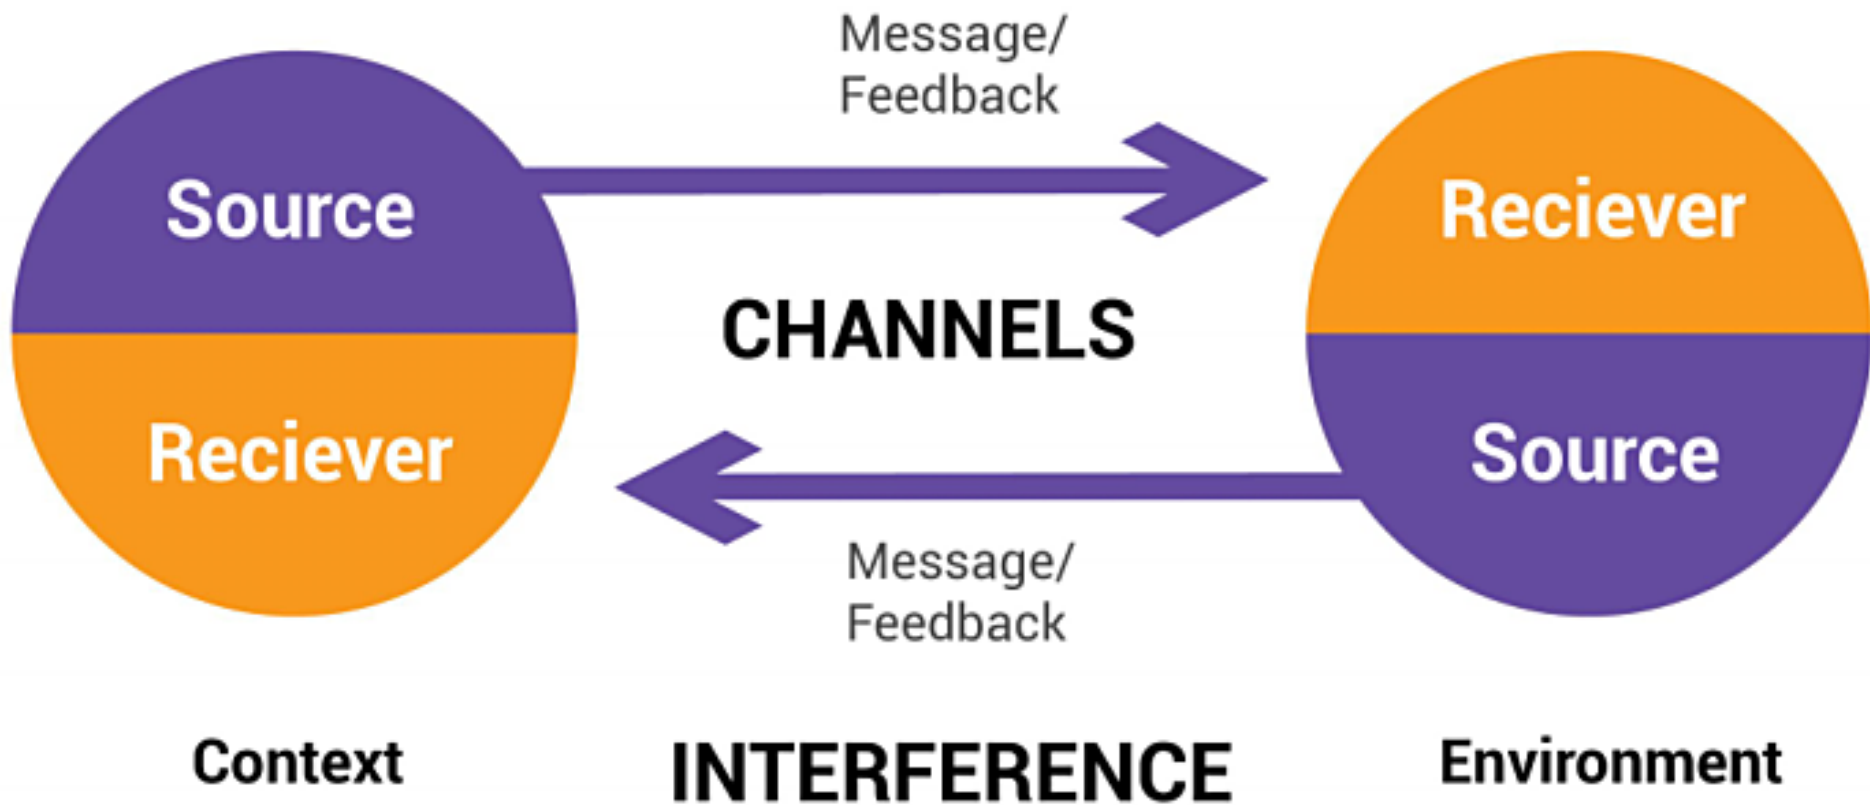 Message/
Feedback
Source
Reciever
CHANNELS
Reciever
Source
Message/
Feedback
Context
INTERFERENCE
Environment